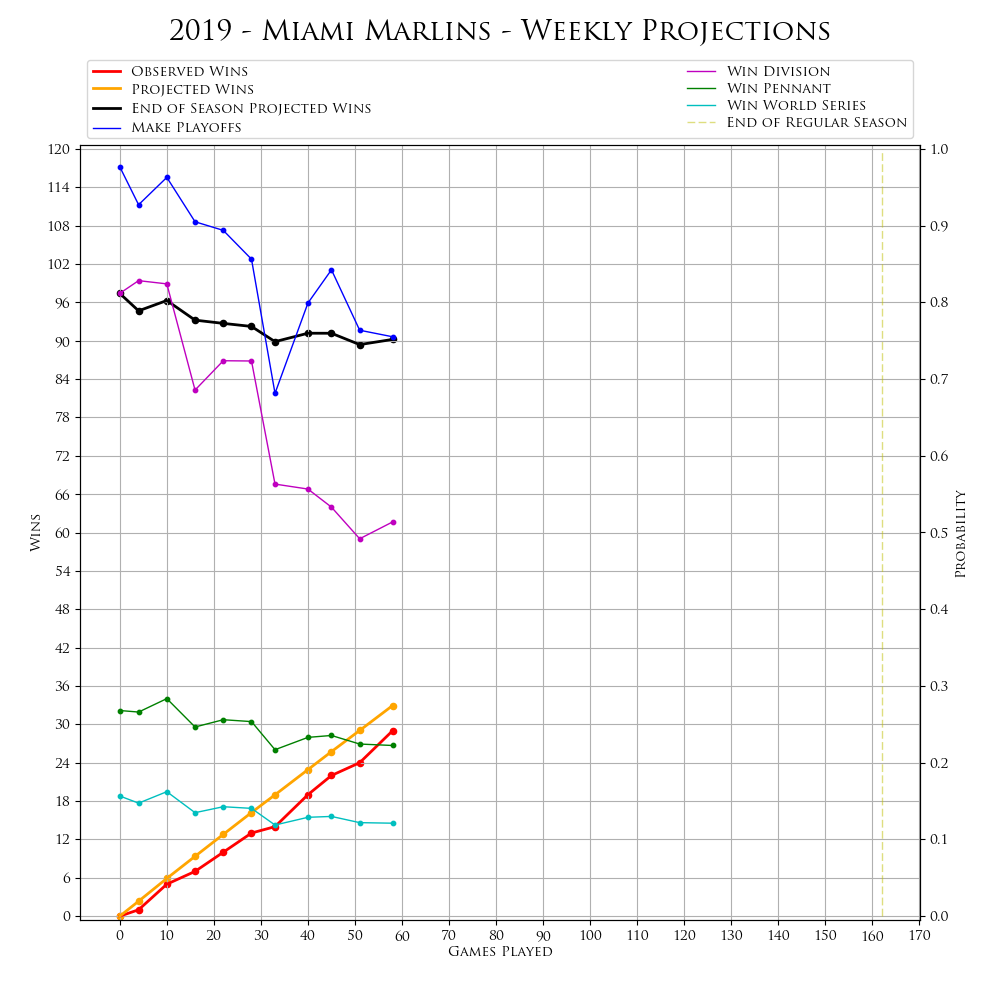 2019 - Miami Marlins - Weekly Projections
Observed Wins
Projected Wins
End of Season Projected Wins
Make Playoffs
Win Division
Win Pennant
Win World Series
End of Regular Season
120
114
108
102
96
90
84
78
72
66
60
54
48
42
36
30
24
18
12
6
0
Wins
1.0
0.9
0.8
0.7
0.6
0.5
0.4
0.3
0.2
0.1
0.0
Probability
0 10 20 30 40 50 60 70 80 90 100 110 120 130 140 150 160 170
Games Played